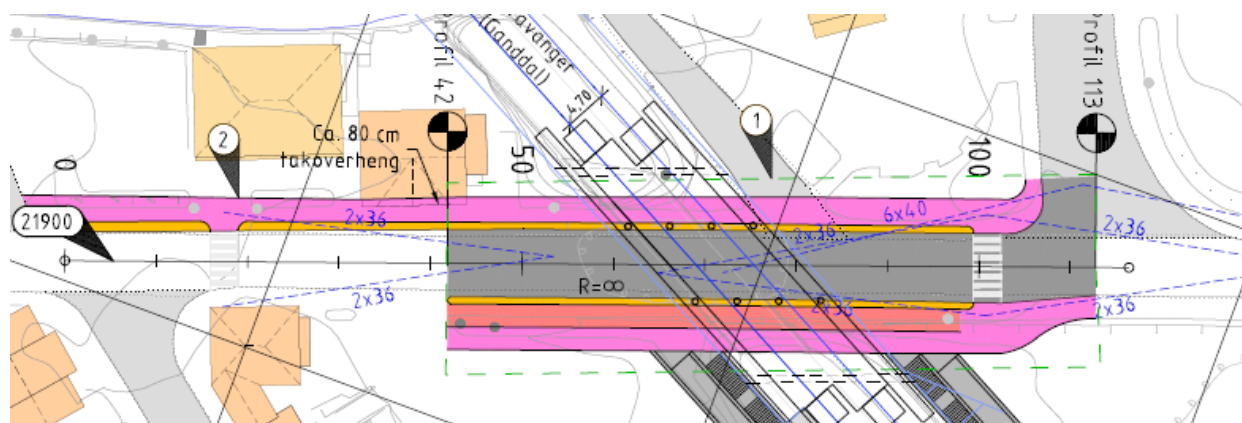 avanger
(Ganddal)
4,70
Profil 42
Profil 113
1
2
Ca. 80 cm
takoverheng
0
50
100
21900
2x36
2x36
2x36
6x40
2x36
2x36
2x36
R=∞